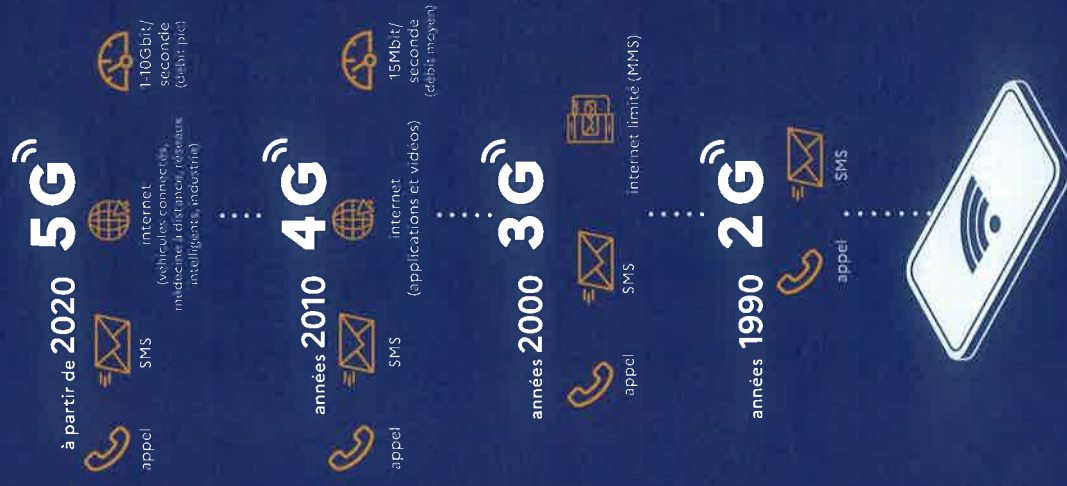 à partir de 2020 5G
appel
SMS
internet
(véhicules connectés,
médecine à distance, réseaux
intelligents, industrie)
1-10Gbit/
seconde
(débit pic)
années 2010 4G
appel
SMS
internet
(applications et vidéos)
15Mbit/
seconde
(débit moyen)
années 2000 3G
appel
SMS
internet limité (MMS)
années 1990 2G
appel
SMS